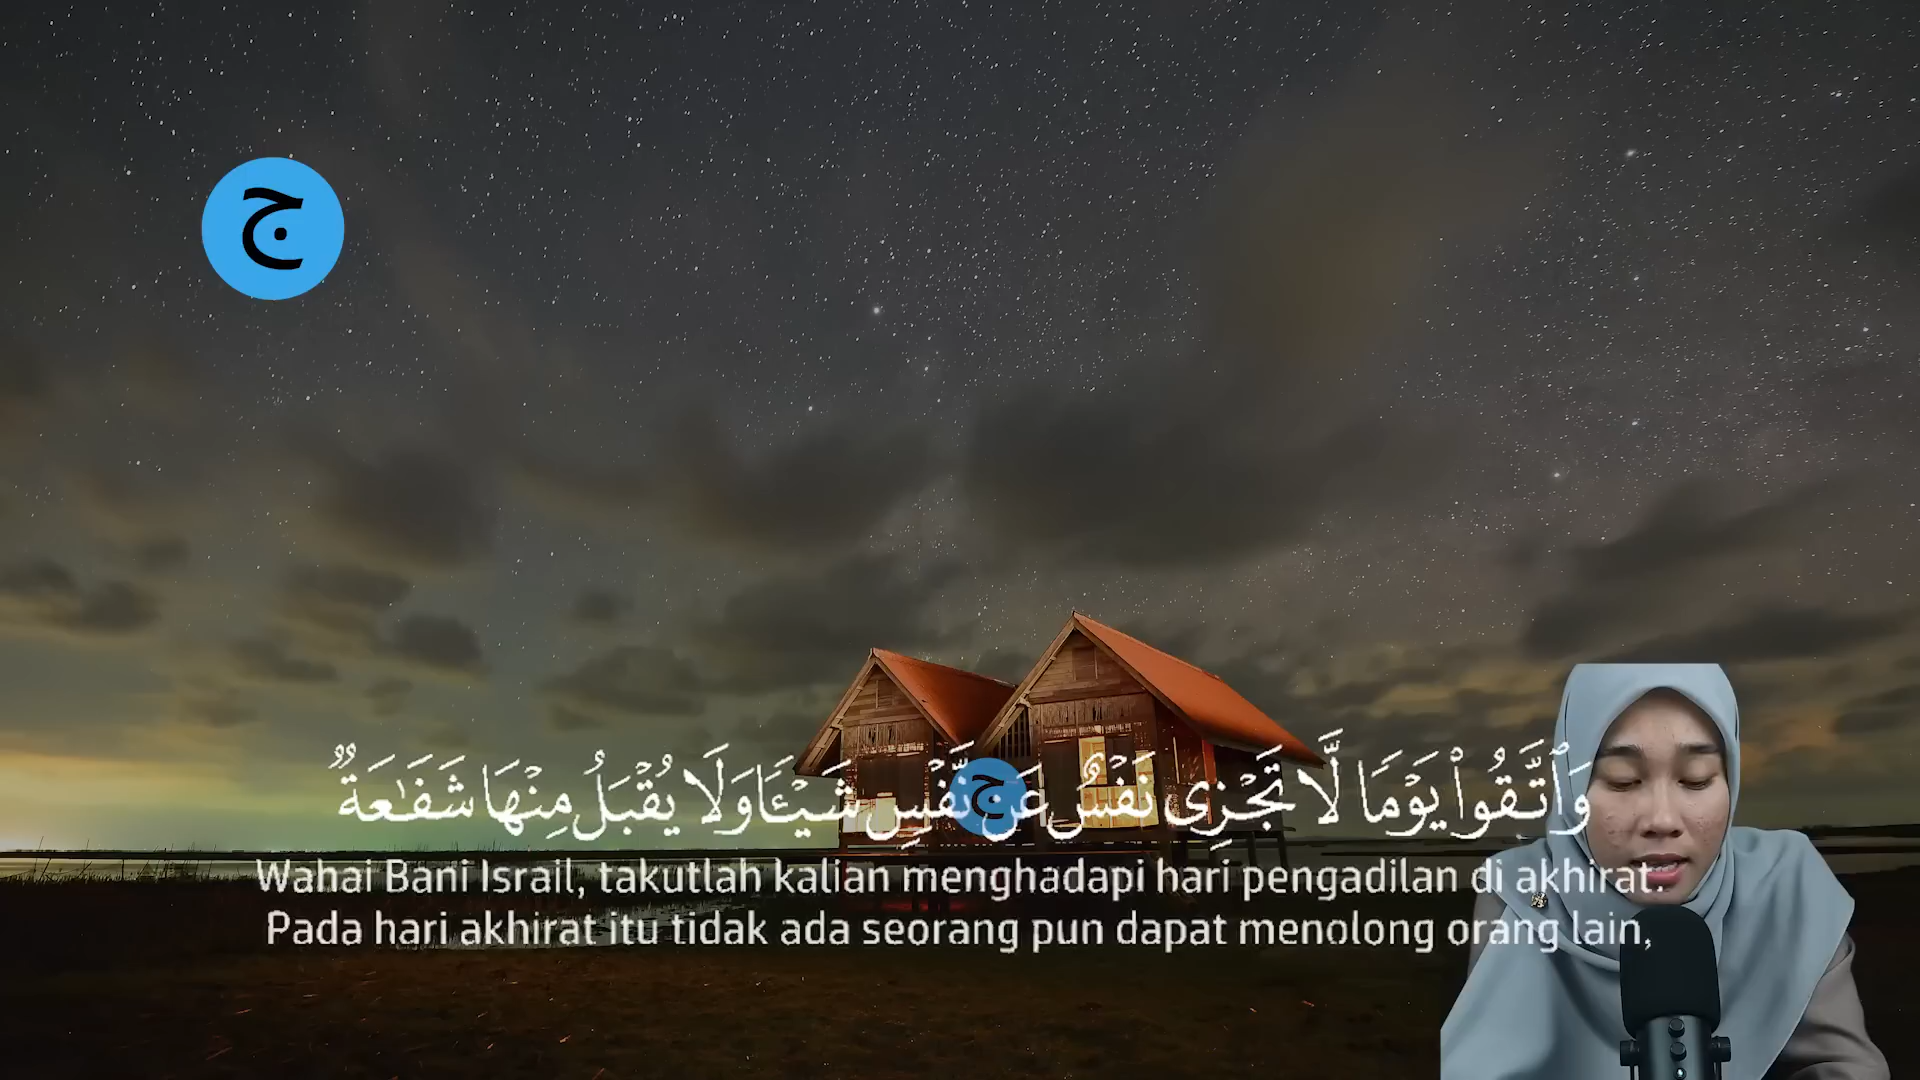 ج
وَٱتَّقُوا۟ يَوْمًا لَّا تَجْزِى نَفْسٌ عَن نَّفْسٍ شَيْـًٔا وَلَا يُقْبَلُ مِنْهَا شَفَـٰعَةٌ
ج
Wahai Bani Israil, takutlah kalian menghadapi hari pengadilan di akhirat.
Pada hari akhirat itu tidak ada seorang pun dapat menolong orang lain,